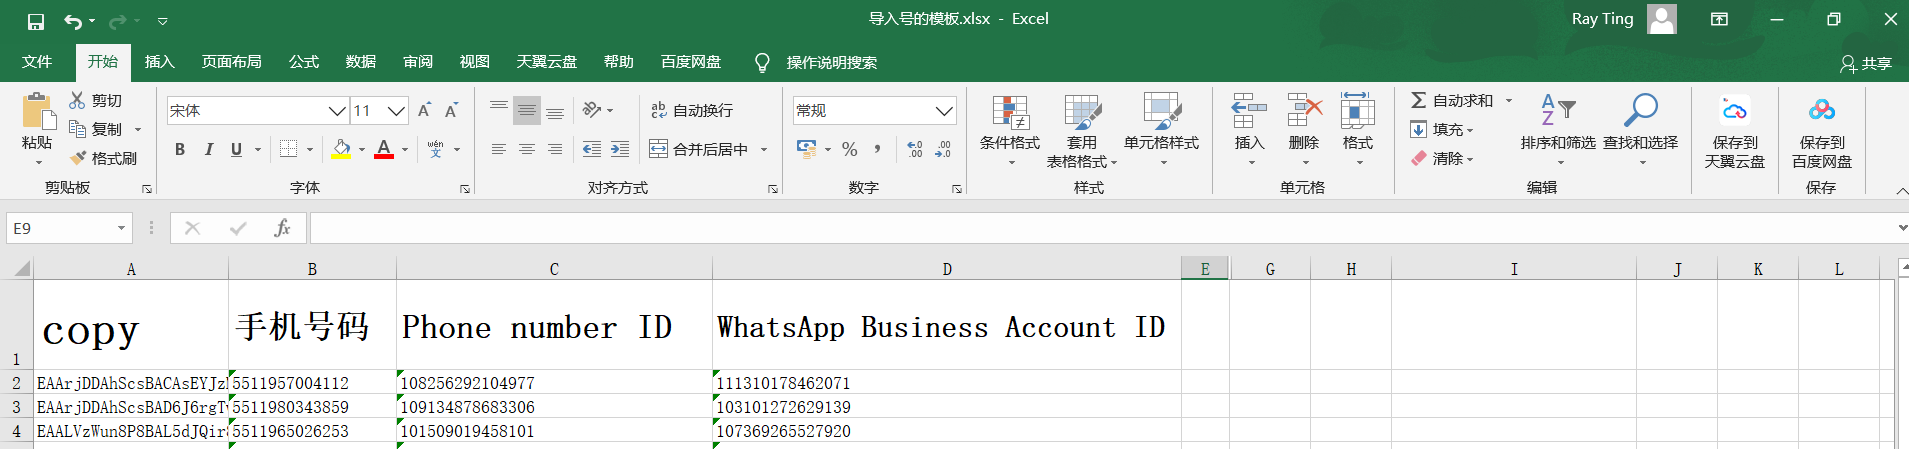 导入号的模板.xlsx - Excel
Ray Ting
文件 开始 插入 页面布局 公式 数据 审阅 视图 天翼云盘 帮助 百度网盘 操作说明搜索 共享
剪切
复制
格式刷
粘贴
剪贴板
宋体 11
B I U A wén 文
字体
ab 自动换行
合并后居中
对齐方式
常规
% , .0 .00 .00 .0
数字
条件格式 套用 表格格式 单元格样式
样式
插入 删除 格式
单元格
自动求和
填充
清除
排序和筛选 查找和选择
编辑
保存到 天翼云盘
保存到 百度网盘
保存
E9 fx
A B C D E G H I J K L
1 copy 手机号码 Phone number ID WhatsApp Business Account ID
2 EAArjDDAhScsBACAsEYJz 5511957004112 108256292104977 111310178462071
3 EAArjDDAhScsBAD6J6rgT 5511980343859 109134878683306 103101272629139
4 EAALVzWun8P8BAL5dJQir 5511965026253 101509019458101 107369265527920